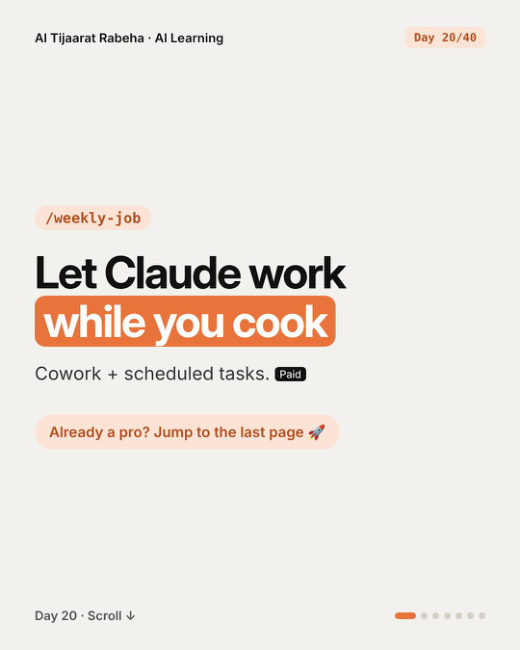 AI Tijaarat Rabeha · AI Learning
Day 20/40
/weekly-job
Let Claude work
while you cook
Cowork + scheduled tasks. Paid
Already a pro? Jump to the last page 🚀
Day 20 · Scroll ↓